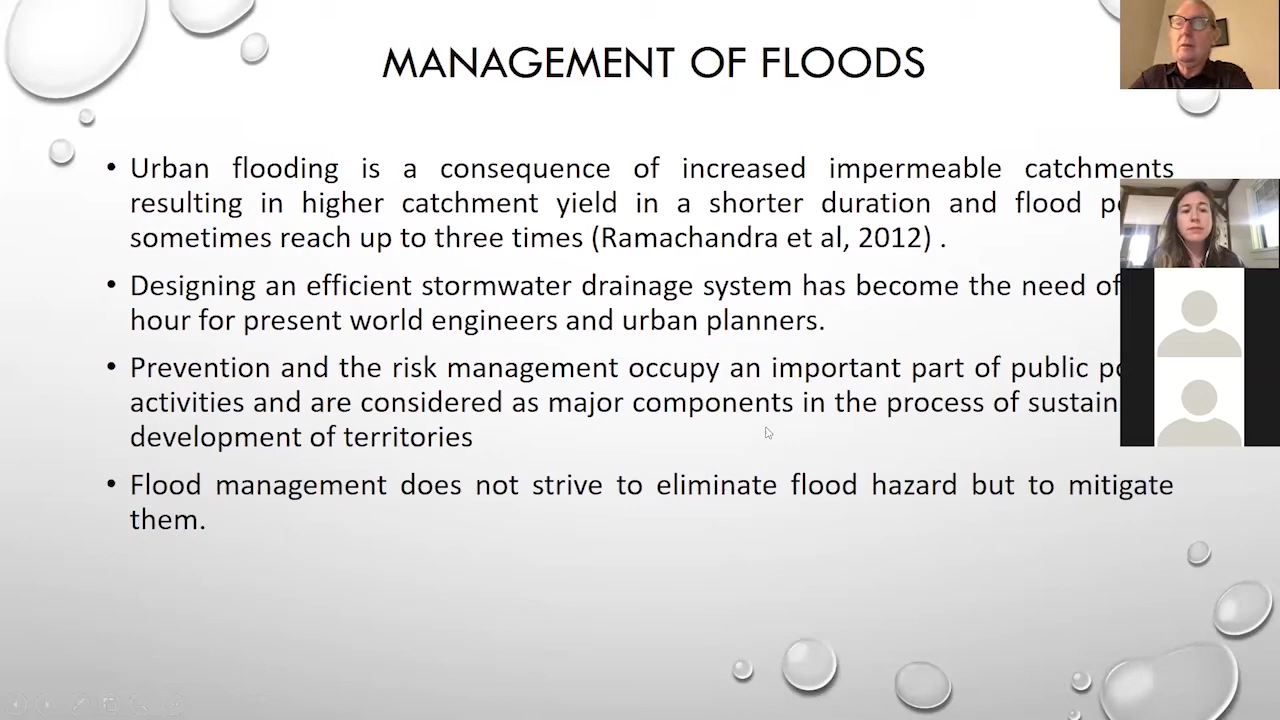 MANAGEMENT OF FLOODS
• Urban flooding is a consequence of increased impermeable catchments
resulting in higher catchment yield in a shorter duration and flood
sometimes reach up to three times (Ramachandra et al, 2012) .
• Designing an efficient stormwater drainage system has become the need of
hour for present world engineers and urban planners.
• Prevention and the risk management occupy an important part of public
activities and are considered as major components in the process of
development of territories
• Flood management does not strive to eliminate flood hazard but to mitigate
them.